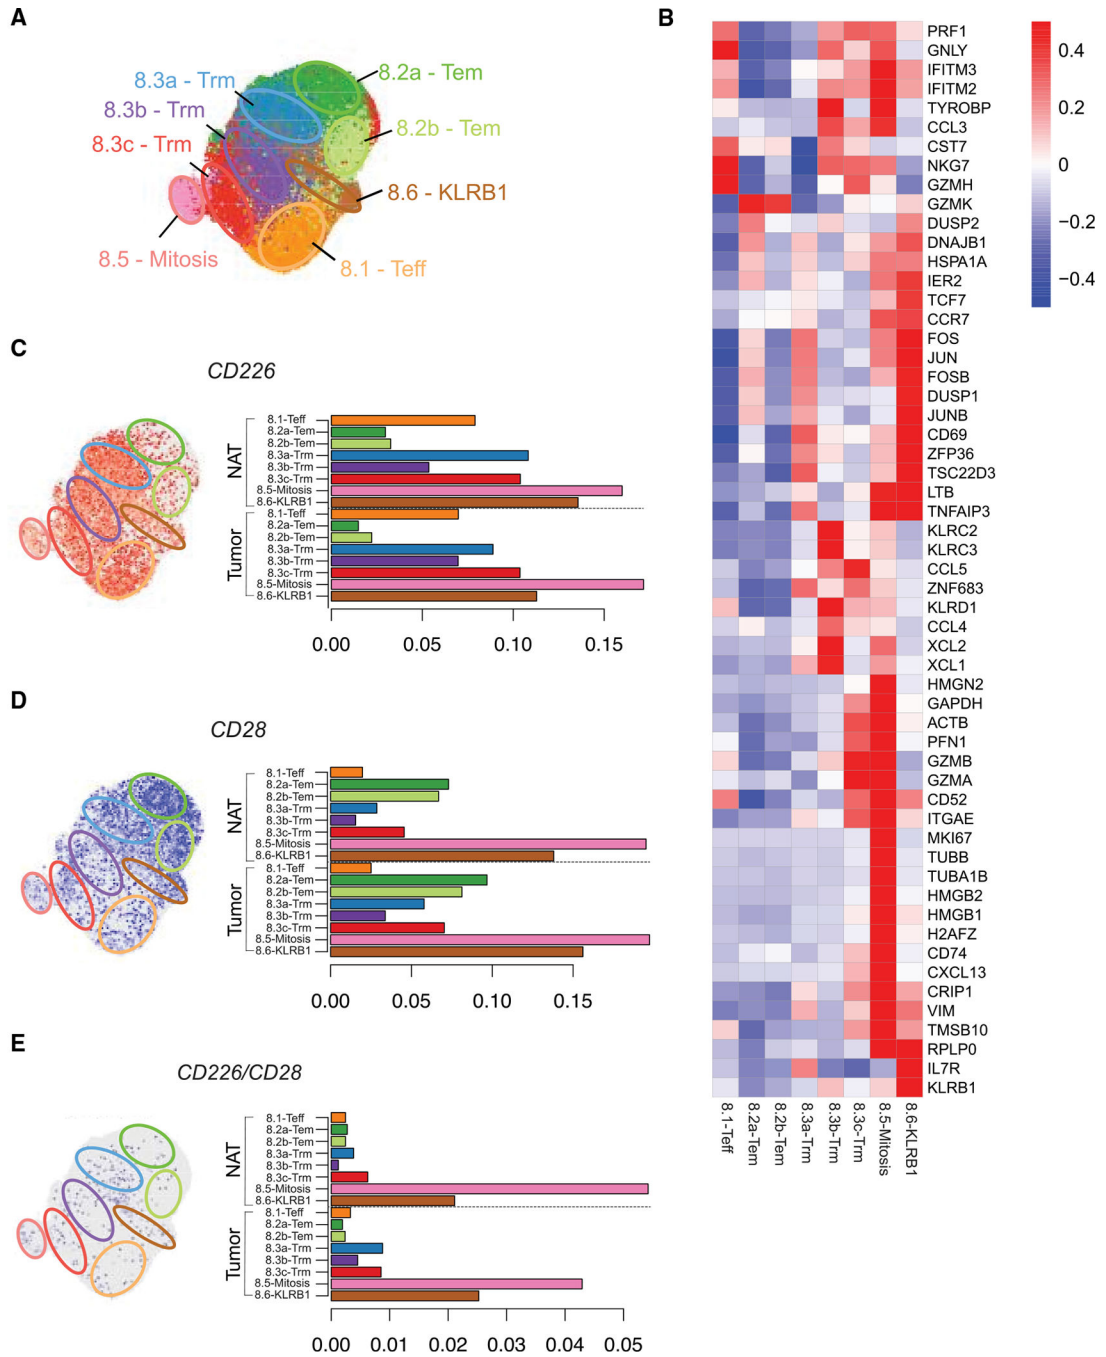 A
8.3a - Trm
8.2a - Tem
8.3b - Trm
8.2b - Tem
8.3c - Trm
8.6 - KLRB1
8.5 - Mitosis
8.1 - Teff
B
PRF1
GNLY
IFITM3
IFITM2
TYROBP
CCL3
CST7
NKG7
GZMH
GZMK
DUSP2
DNAJB1
HSPA1A
IER2
TCF7
CCR7
FOS
JUN
FOSB
DUSP1
JUNB
CD69
ZFP36
TSC22D3
LTB
TNFAIP3
KLRC2
KLRC3
CCL5
ZNF683
KLRD1
CCL4
XCL2
XCL1
HMGN2
GAPDH
ACTB
PFN1
GZMB
GZMA
CD52
ITGAE
MKI67
TUBB
TUBA1B
HMGB2
HMGB1
H2AFZ
CD74
CXCL13
CRIP1
VIM
TMSB10
RPLP0
IL7R
KLRB1
8.1-Teff
8.2a-Tem
8.2b-Tem
8.3a-Trm
8.3b-Trm
8.3c-Trm
8.5-Mitosis
8.6-KLRB1
0.4
0.2
0
−0.2
−0.4
C
CD226
NAT
8.1-Teff
8.2a-Tem
8.2b-Tem
8.3a-Trm
8.3b-Trm
8.3c-Trm
8.5-Mitosis
8.6-KLRB1
Tumor
8.1-Teff
8.2a-Tem
8.2b-Tem
8.3a-Trm
8.3b-Trm
8.3c-Trm
8.5-Mitosis
8.6-KLRB1
0.00 0.05 0.10 0.15
D
CD28
NAT
8.1-Teff
8.2a-Tem
8.2b-Tem
8.3a-Trm
8.3b-Trm
8.3c-Trm
8.5-Mitosis
8.6-KLRB1
Tumor
8.1-Teff
8.2a-Tem
8.2b-Tem
8.3a-Trm
8.3b-Trm
8.3c-Trm
8.5-Mitosis
8.6-KLRB1
0.00 0.05 0.10 0.15
E
CD226/CD28
NAT
8.1-Teff
8.2a-Tem
8.2b-Tem
8.3a-Trm
8.3b-Trm
8.3c-Trm
8.5-Mitosis
8.6-KLRB1
Tumor
8.1-Teff
8.2a-Tem
8.2b-Tem
8.3a-Trm
8.3b-Trm
8.3c-Trm
8.5-Mitosis
8.6-KLRB1
0.00 0.01 0.02 0.03 0.04 0.05